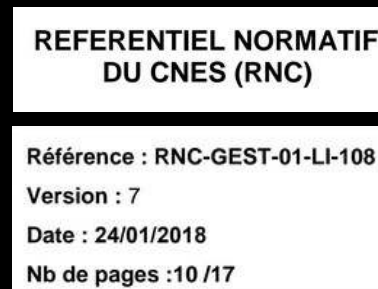 REFERENTIEL NORMATIF
DU CNES (RNC)
Référence : RNC-GEST-01-LI-108
Version : 7
Date : 24/01/2018
Nb de pages :10 /17